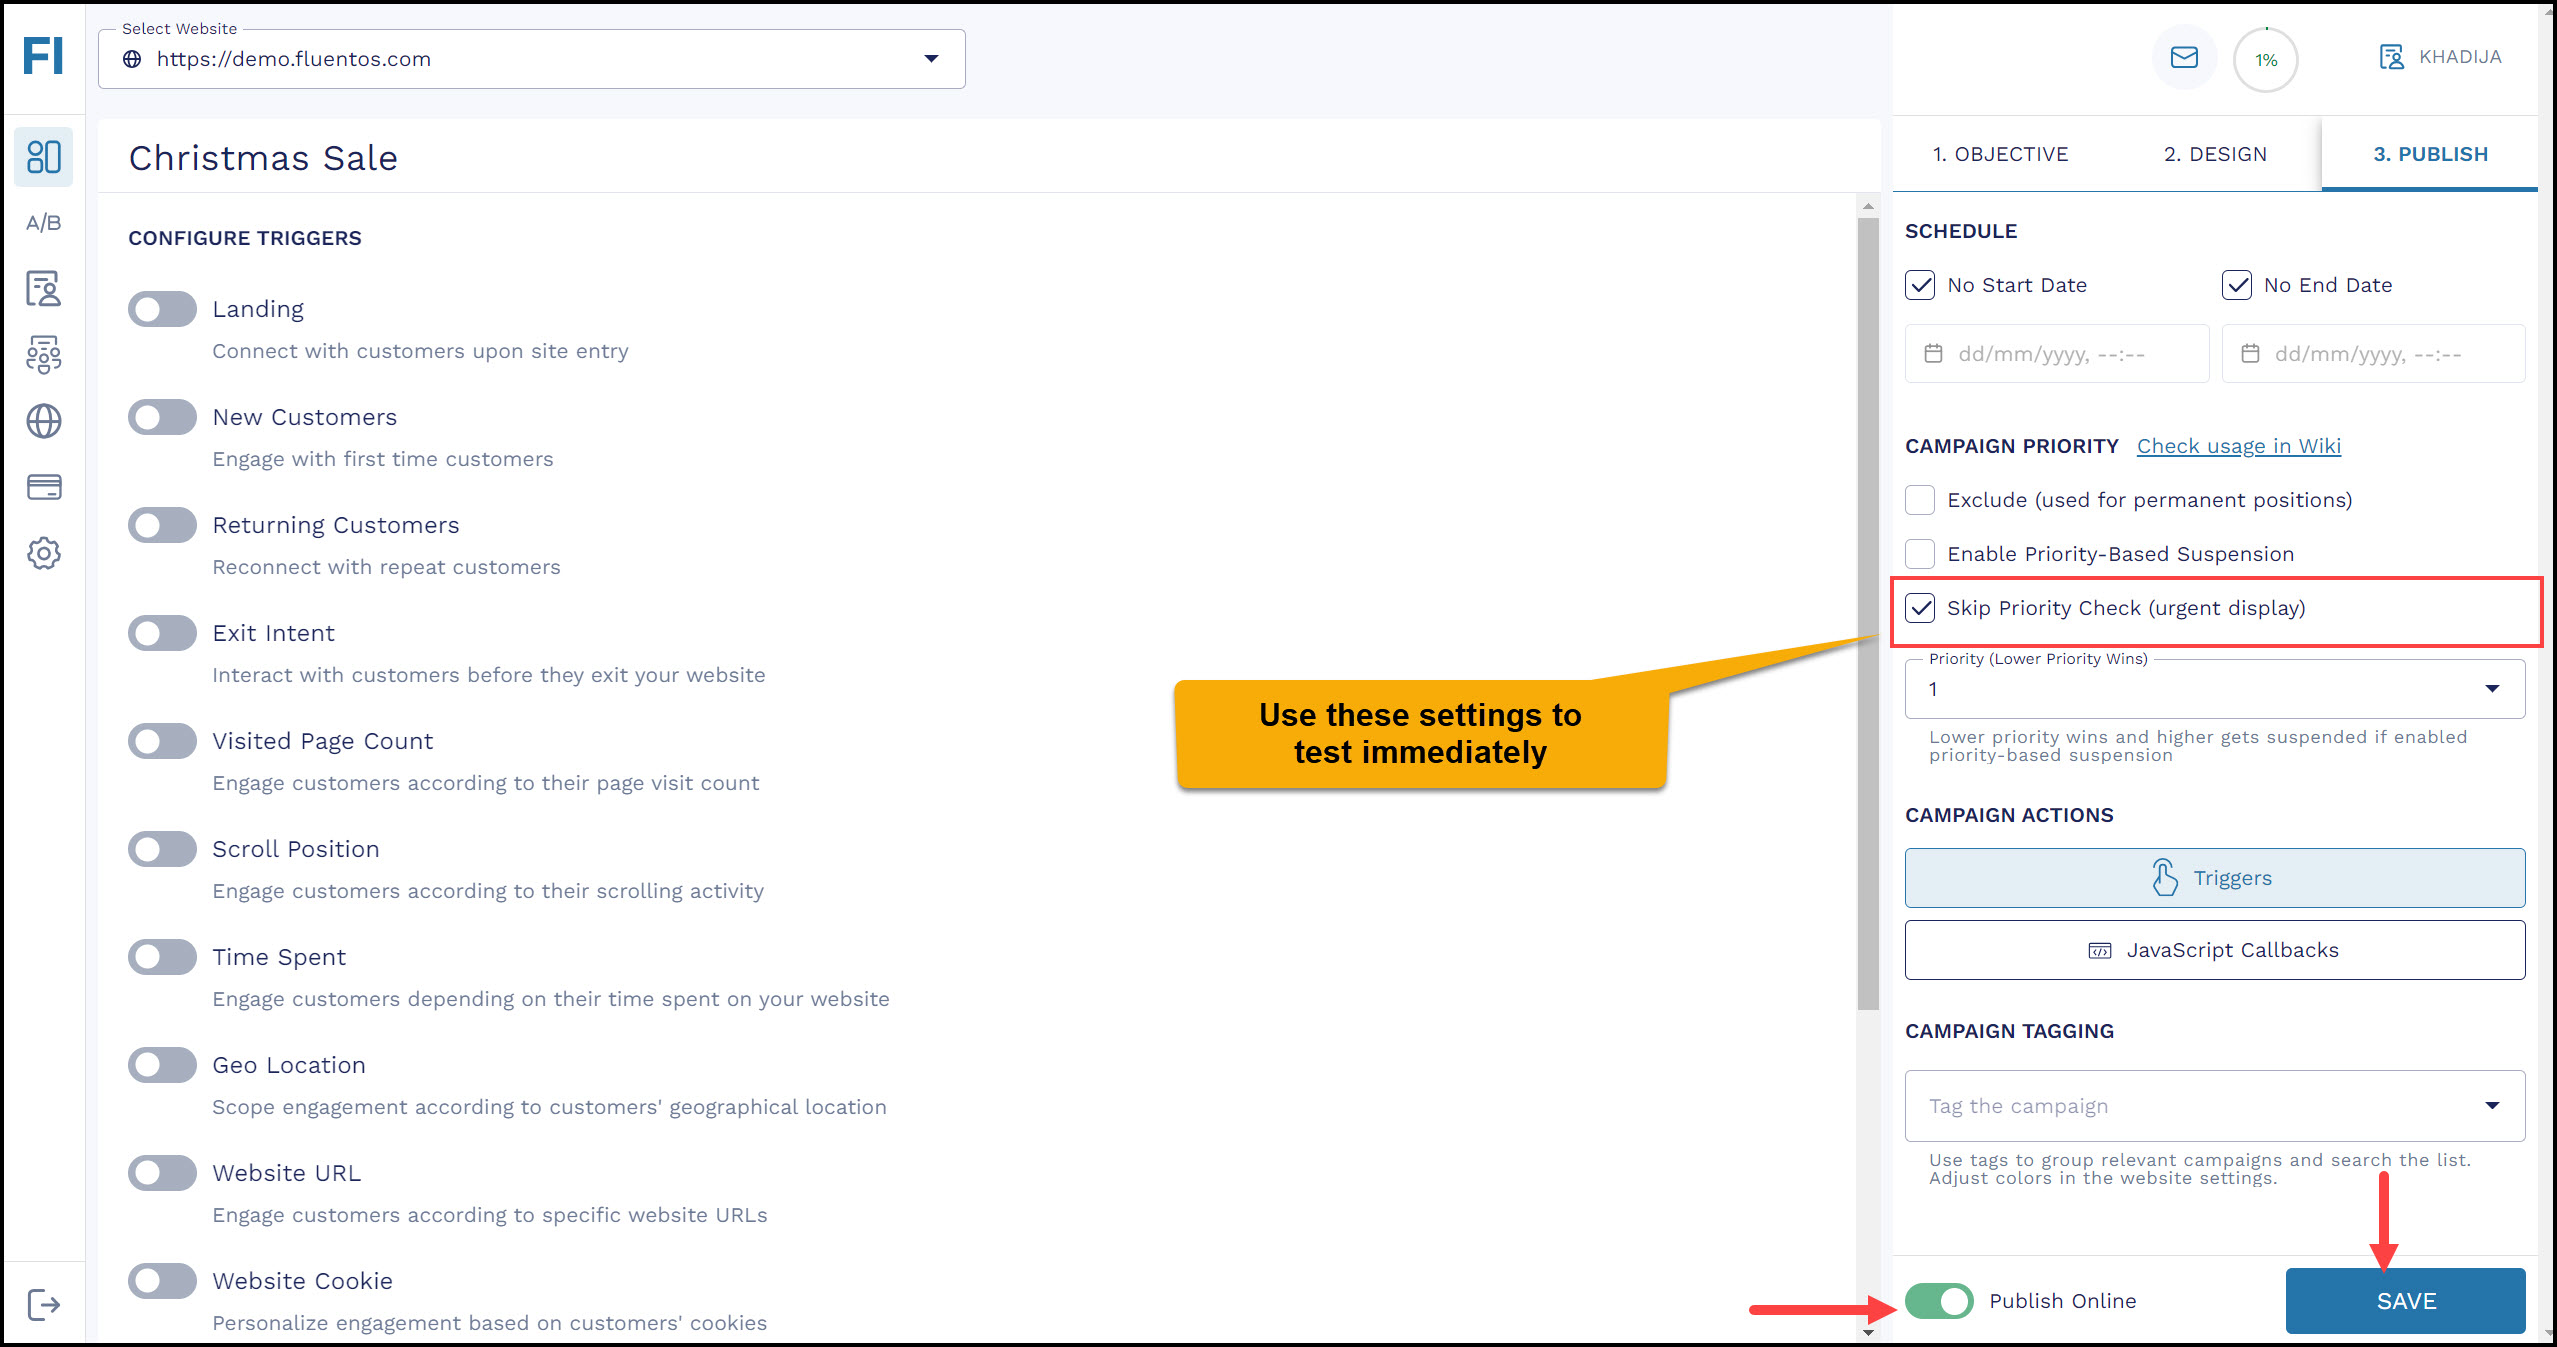 FI
Select Website
https://demo.fluentos.com
1%
KHADIJA
A/B
Christmas Sale
CONFIGURE TRIGGERS
Landing
Connect with customers upon site entry
New Customers
Engage with first time customers
Returning Customers
Reconnect with repeat customers
Exit Intent
Interact with customers before they exit your website
Visited Page Count
Engage customers according to their page visit count
Scroll Position
Engage customers according to their scrolling activity
Time Spent
Engage customers depending on their time spent on your website
Geo Location
Scope engagement according to customers' geographical location
Website URL
Engage customers according to specific website URLs
Website Cookie
Personalize engagement based on customers' cookies
Use these settings to
test immediately
1. OBJECTIVE
2. DESIGN
3. PUBLISH
SCHEDULE
No Start Date
No End Date
dd/mm/yyyy, --:--
dd/mm/yyyy, --:--
CAMPAIGN PRIORITY Check usage in Wiki
Exclude (used for permanent positions)
Enable Priority-Based Suspension
Skip Priority Check (urgent display)
Priority (Lower Priority Wins)
1
Lower priority wins and higher gets suspended if enabled
priority-based suspension
CAMPAIGN ACTIONS
Triggers
JavaScript Callbacks
CAMPAIGN TAGGING
Tag the campaign
Use tags to group relevant campaigns and search the list.
Adjust colors in the website settings.
Publish Online
SAVE